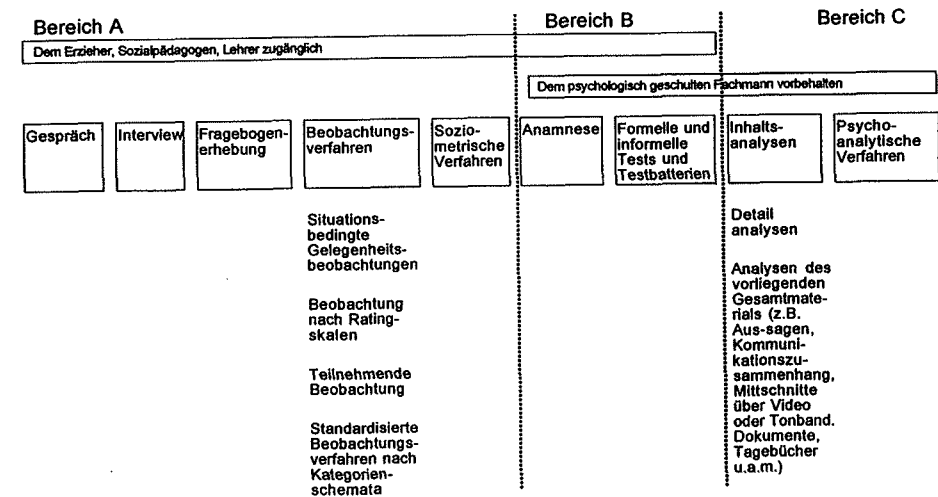 Bereich A
Bereich B
Bereich C
Dem Erzieher, Sozialpädagogen, Lehrer zugänglich
Dem psychologisch geschulten Fachmann vorbehalten
Gespräch
Interview
Fragebogen-
erhebung
Beobachtungs-
verfahren
Sozio-
metrische
Verfahren
Anamnese
Formelle und
informelle
Tests und
Testbatterien
Inhalts-
analysen
Psycho-
analytische
Verfahren
Situations-
bedingte
Gelegenheits-
beobachtungen
Beobachtung
nach Rating-
skalen
Teilnehmende
Beobachtung
Standardisierte
Beobachtungs-
verfahren nach
Kategorien-
schemata
Detail
analysen
Analysen des
vorliegenden
Gesamtmate-
rials (z.B.
Aus-sagen,
Kommuni-
kationszu-
sammenhang,
Mittschnitte
über Video
oder Tonband.
Dokumente,
Tagebücher
u.a.m.)